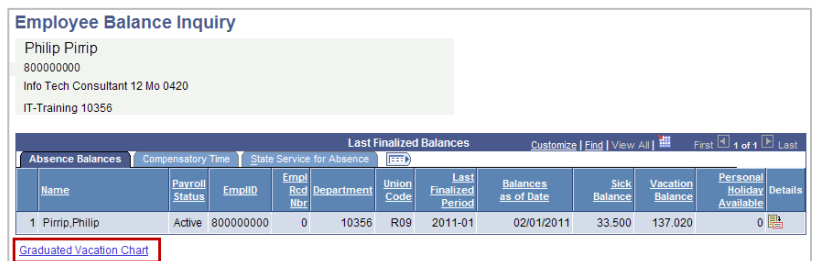 Employee Balance Inquiry
Philip Pirrip
800000000
Info Tech Consultant 12 Mo 0420
IT-Training 10356
Last Finalized Balances Customize | Find | View All | First 1 of 1 Last
Absence Balances Compensatory Time State Service for Absence
Name Payroll Status EmplID Empl Rcd Nbr Department Union Code Last Finalized Period Balances as of Date Sick Balance Vacation Balance Personal Holiday Available Details
1 Pirrip,Philip Active 800000000 0 10356 R09 2011-01 02/01/2011 33.500 137.020 0
Graduated Vacation Chart